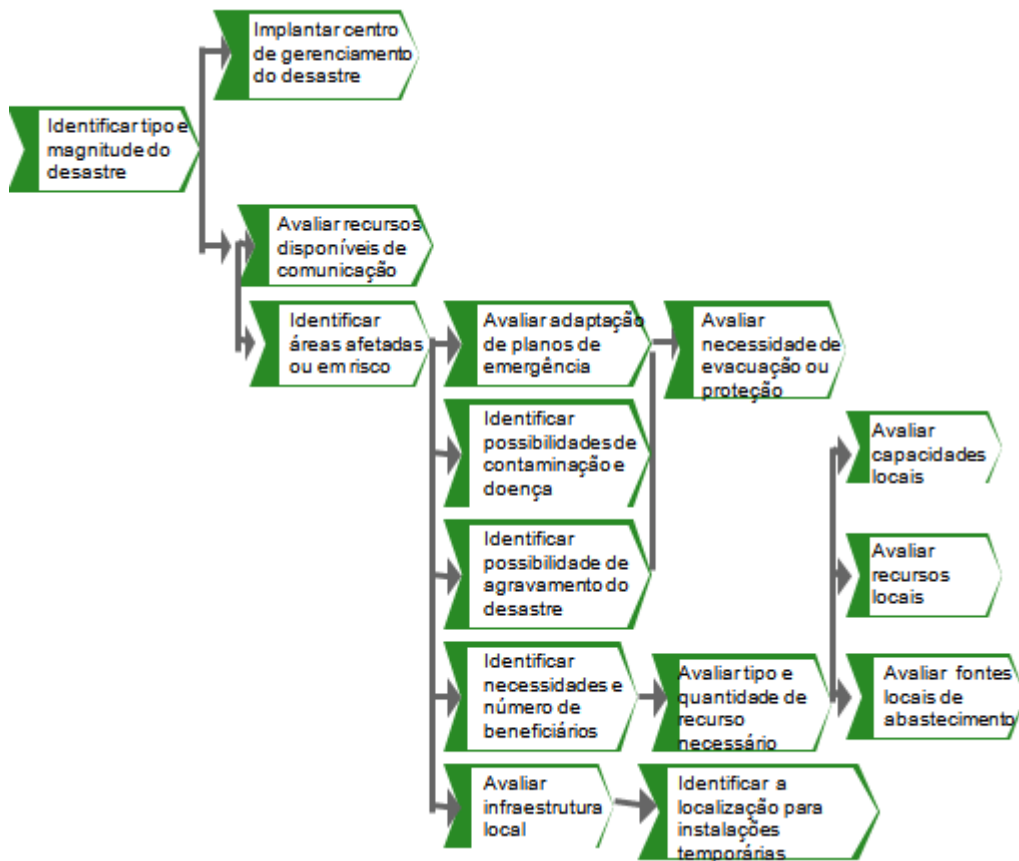 Implantar centro
de gerenciamento
do desastre
Identificar tipo e
magnitude do
desastre
Avaliar recursos
disponíveis de
comunicação
Identificar
áreas afetadas
ou em risco
Avaliar adaptação
de planos de
emergência
Avaliar
necessidade de
evacuação ou
proteção
Identificar
possibilidades de
contaminação e
doença
Avaliar
capacidades
locais
Identificar
possibilidade de
agravamento do
desastre
Avaliar
recursos
locais
Identificar
necessidades e
número de
beneficiários
Avaliar tipo e
quantidade de
recurso
necessário
Avaliar fontes
locais de
abastecimento
Avaliar
infraestrutura
local
Identificar a
localização para
instalações
temporárias